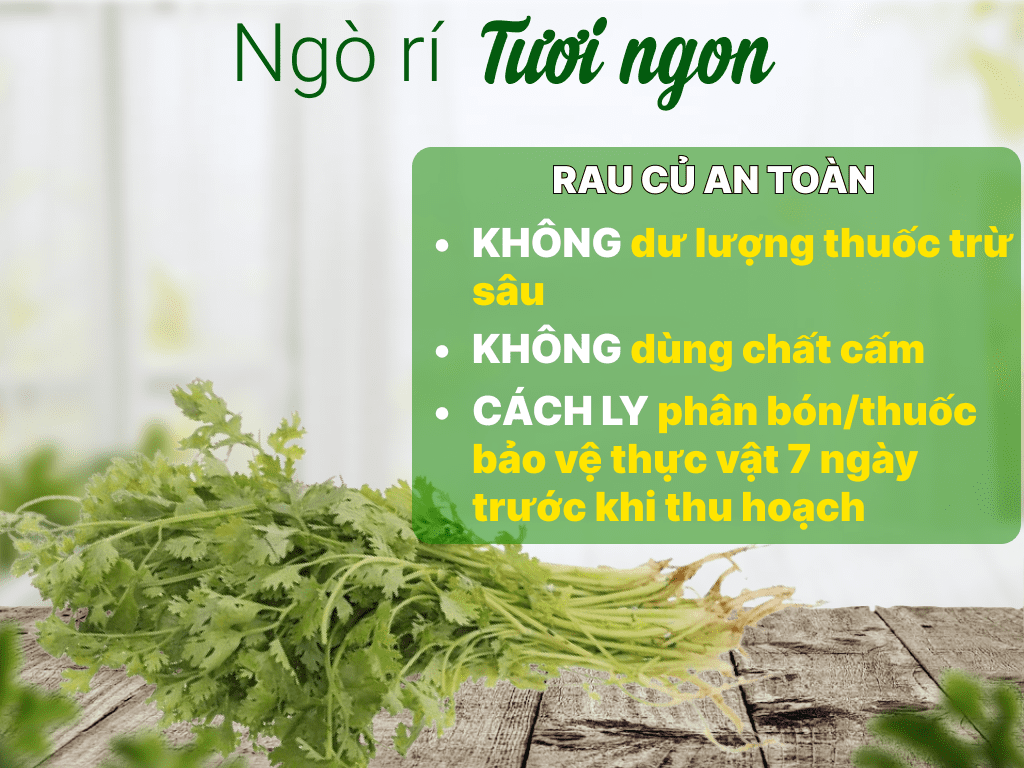 Ngò rí Tươi ngon
RAU CỦ AN TOÀN
• KHÔNG dư lượng thuốc trừ
sâu
• KHÔNG dùng chất cấm
• CÁCH LY phân bón/thuốc
bảo vệ thực vật 7 ngày
trước khi thu hoạch